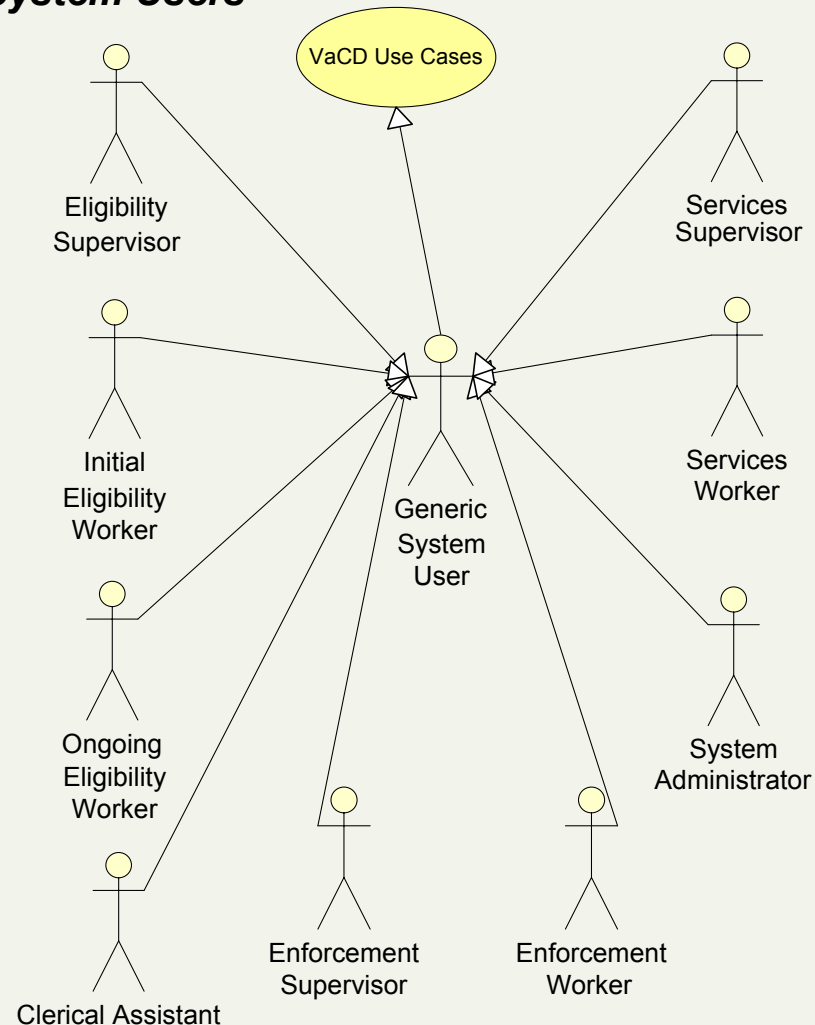 System Users
VaCD Use Cases
Eligibility
Supervisor
Services
Supervisor
Initial
Eligibility
Worker
Generic
System
User
Services
Worker
Ongoing
Eligibility
Worker
System
Administrator
Clerical Assistant
Enforcement
Supervisor
Enforcement
Worker